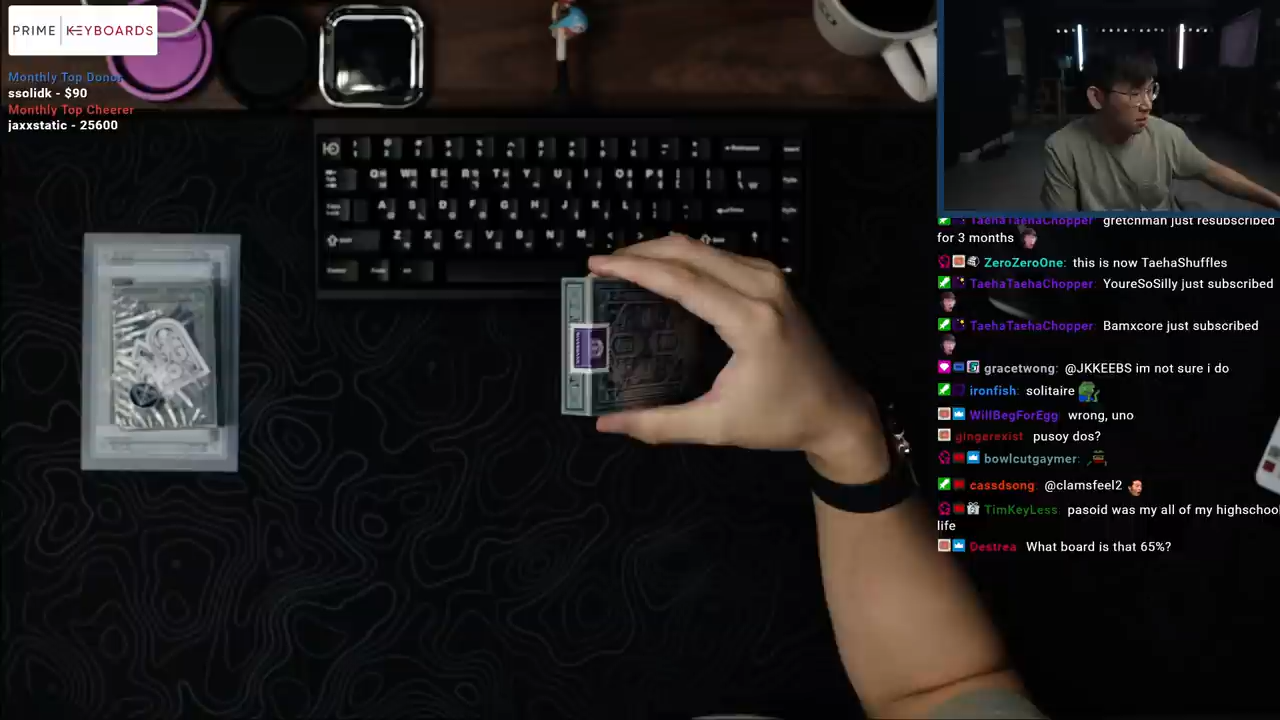 PRIME KEYBOARDS
Monthly Top Donor
ssolidk - $90
Monthly Top Cheerer
jaxxstatic - 25600
TaehaTaehaChopper: gretchnan just resubscribed
for 3 months
ZeroZeroOne: this is now TaehaShuffles
TaehaTaehaChopper: YoureSoSilly just subscribed
TaehaTaehaChopper: Bamxcore just subscribed
gracetwong: @JKKEEBS im not sure i do
ironfish: solitaire
WillBegForEgg wrong, uno
gingerexist pusoy dos?
bowlcutgaymer:
cassdsong: @clamsfeel2
TimKeyLess: pasoid was my all of my highschool
life
Destrea What board is that 65%?
Q W E R T Y U I O P
A S D F G H J K L
Z X C V B N M < >